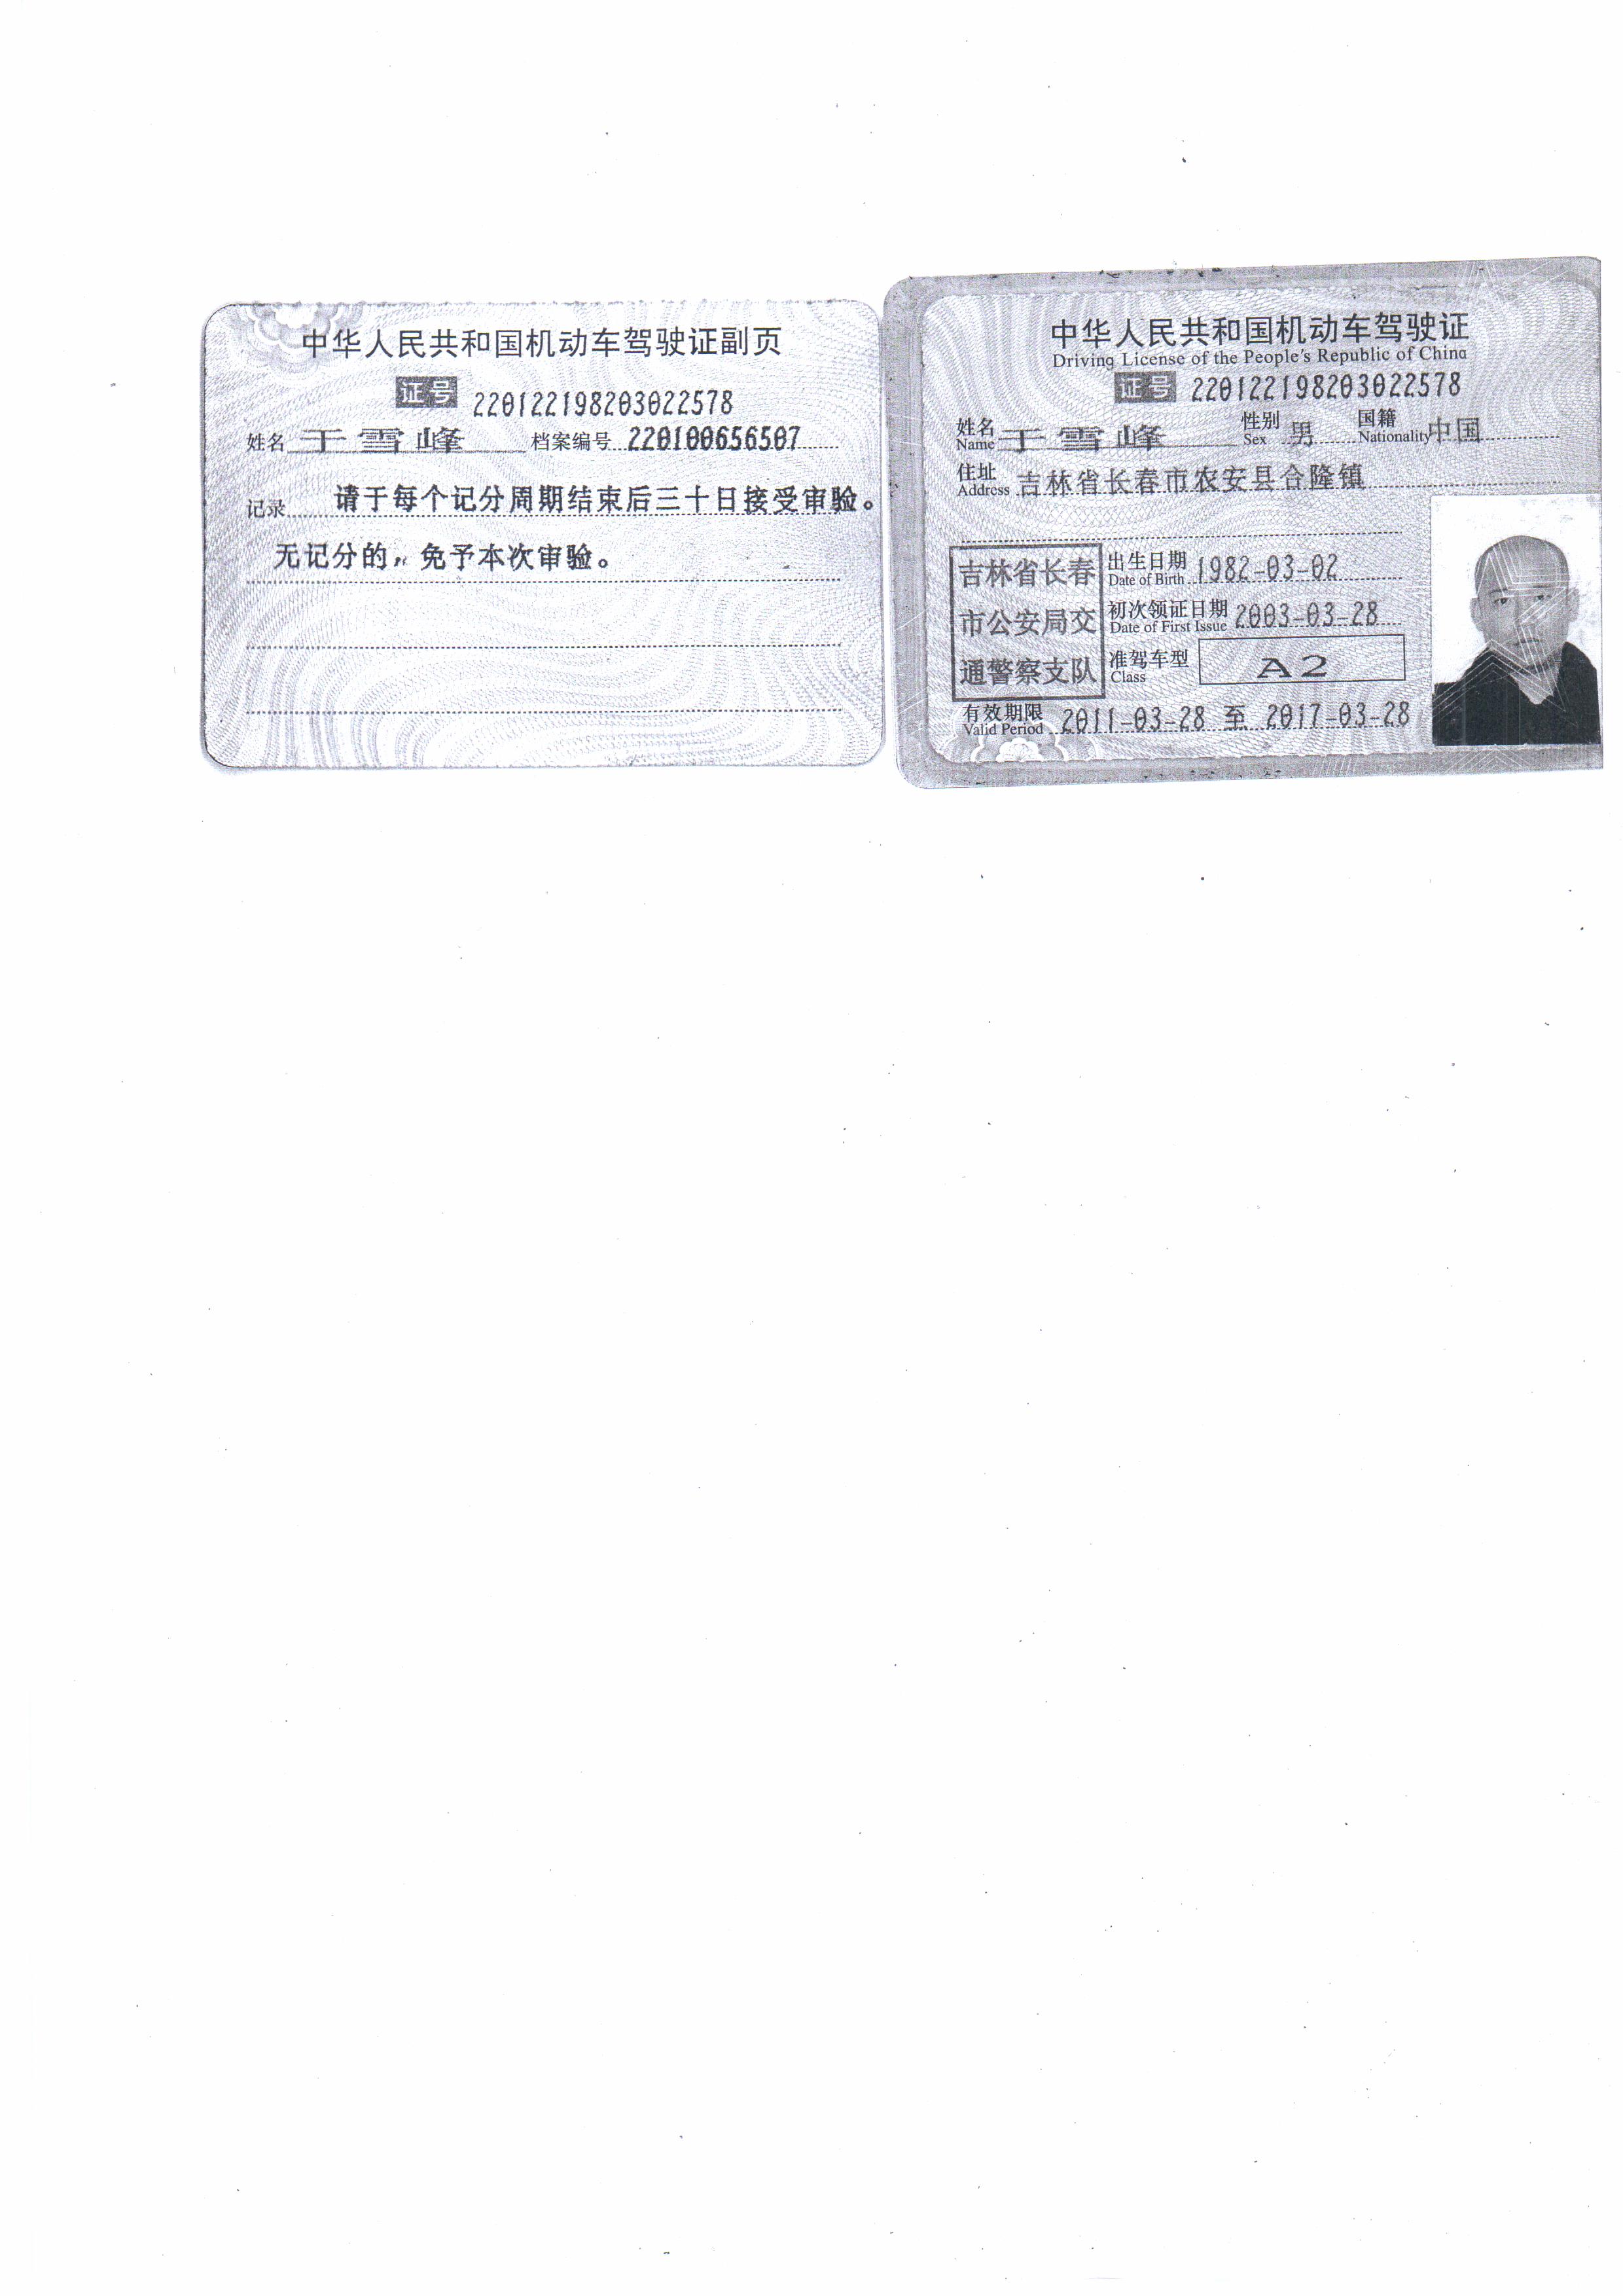 中华人民共和国机动车驾驶证副页
证号 220122198203022578
姓名 于雪峰 档案编号 220100656507
记录 请于每个记分周期结束后三十日接受审验。
无记分的，免予本次审验。
中华人民共和国机动车驾驶证
Driving License of the People's Republic of China
证号 220122198203022578
姓名 于雪峰 性别 男 国籍 中国
Name Sex Nationality
住址 吉林省长春市农安县合隆镇
Address
吉林省长春
市公安局交
通警察支队
出生日期 1982-03-02
Date of Birth
初次领证日期 2003-03-28
Date of First Issue
准驾车型 A2
Class
有效期限 2011-03-28 至 2017-03-28
Valid Period